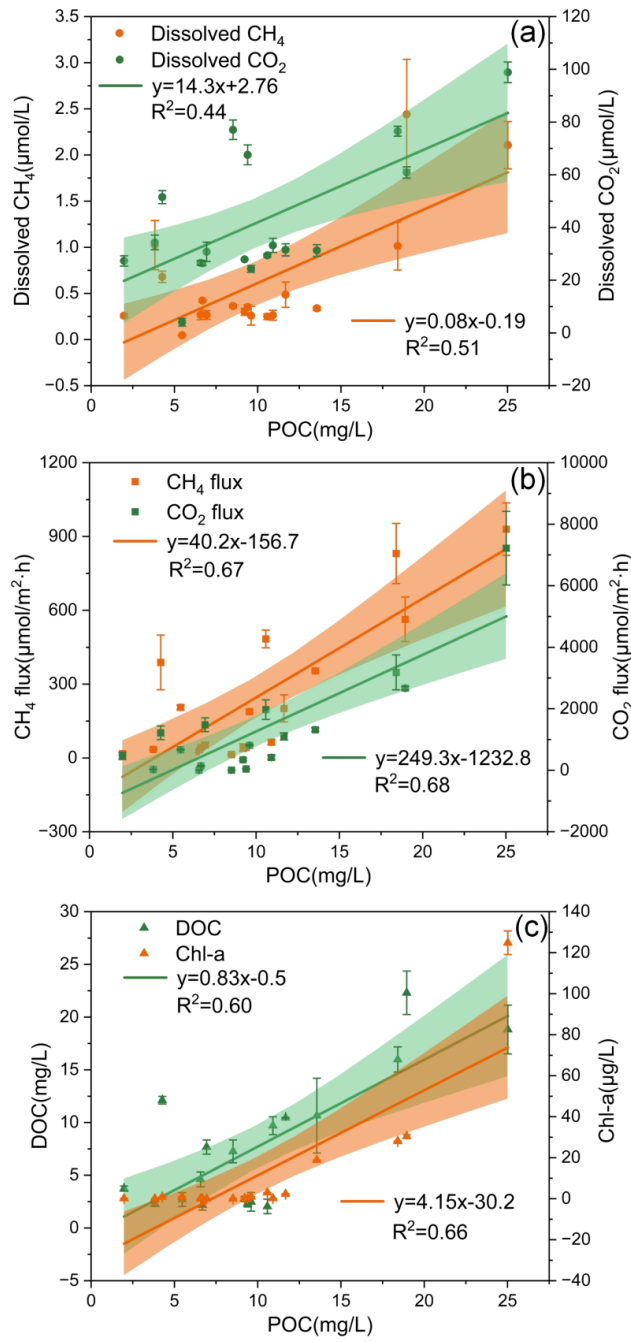 (a)
Dissolved CH₄
Dissolved CO₂
y=14.3x+2.76
R²=0.44
y=0.08x-0.19
R²=0.51
3.5
3.0
2.5
2.0
1.5
1.0
0.5
0.0
−0.5
Dissolved CH₄(μmol/L)
120
100
80
60
40
20
0
−20
Dissolved CO₂(μmol/L)
0 5 10 15 20 25
POC(mg/L)
(b)
CH₄ flux
CO₂ flux
y=40.2x-156.7
R²=0.67
249.3x-1232.8
R²=0.68
1200
900
600
300
0
−300
CH₄ flux(μmol/m²·h)
10000
8000
6000
4000
2000
0
−2000
CO₂ flux(μmol/m²·h)
0 5 10 15 20 25
POC(mg/L)
(c)
DOC
Chl-a
y=0.83x-0.5
R²=0.60
y=4.15x-30.2
R²=0.66
30
25
20
15
10
5
0
−5
DOC(mg/L)
140
120
100
80
60
40
20
0
−20
−40
Chl-a(μg/L)
0 5 10 15 20 25
POC(mg/L)